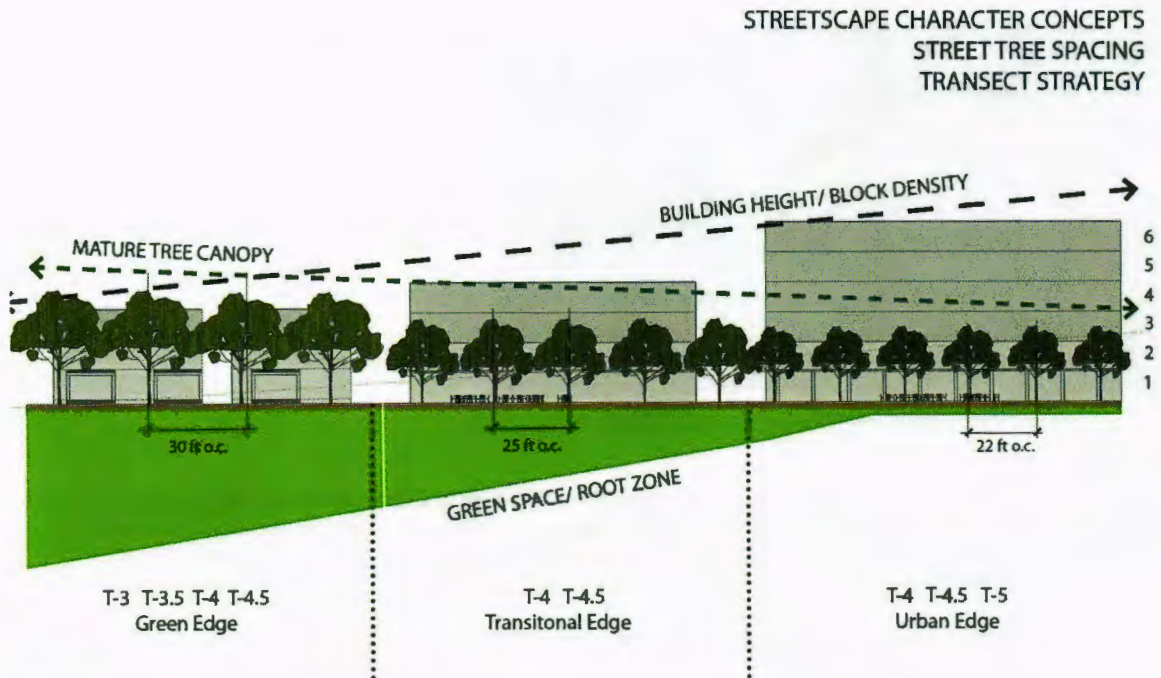 STREETSCAPE CHARACTER CONCEPTS
STREET TREE SPACING
TRANSECT STRATEGY
BUILDING HEIGHT/ BLOCK DENSITY
MATURE TREE CANOPY
6
5
4
3
2
1
30 ft o.c.
25 ft o.c.
22 ft o.c.
GREEN SPACE/ ROOT ZONE
T-3 T-3.5 T-4 T-4.5
Green Edge
T-4 T-4.5
Transitonal Edge
T-4 T-4.5 T-5
Urban Edge